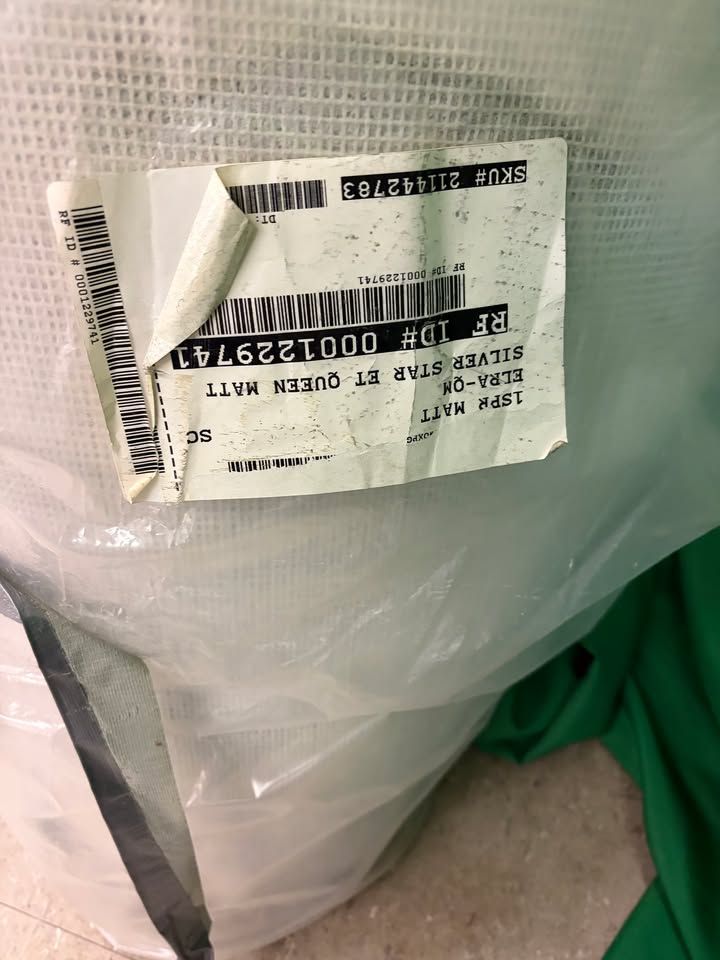 1SPR MATT
ELRA-QM
SILVER STAR ET QUEEN MATT
RF ID# 0001229741
RF ID# 0001229741
DT:
SKU# 211442783
RF ID # 0001229741